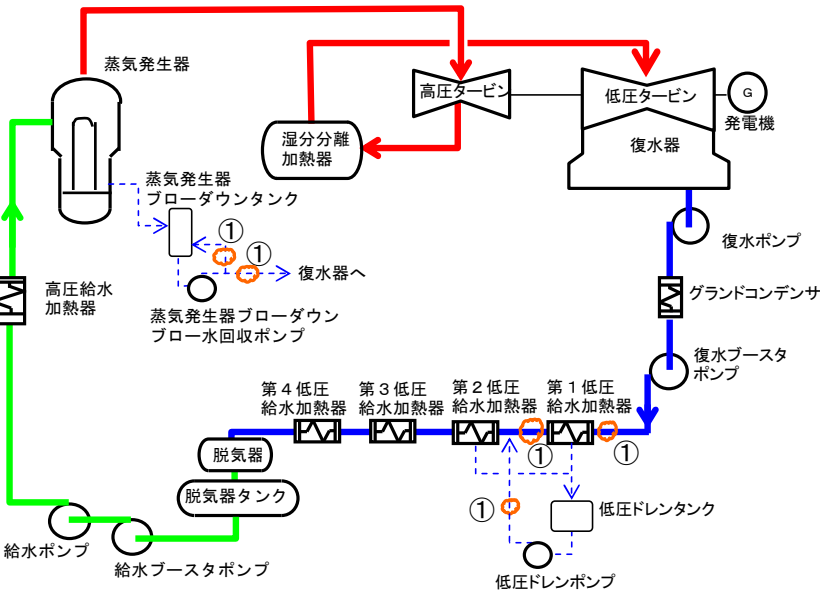 蒸気発生器
高圧タービン
低圧タービン
G
発電機
湿分分離
加熱器
復水器
蒸気発生器
ブローダウンタンク
①
①
復水器へ
復水ポンプ
高圧給水
加熱器
蒸気発生器ブローダウン
ブロー水回収ポンプ
グランドコンデンサ
復水ブースタ
ポンプ
第4低圧
給水加熱器
第3低圧
給水加熱器
第2低圧
給水加熱器
第1低圧
給水加熱器
①
①
脱気器
脱気器タンク
①
低圧ドレンタンク
給水ポンプ
給水ブースタポンプ
低圧ドレンポンプ